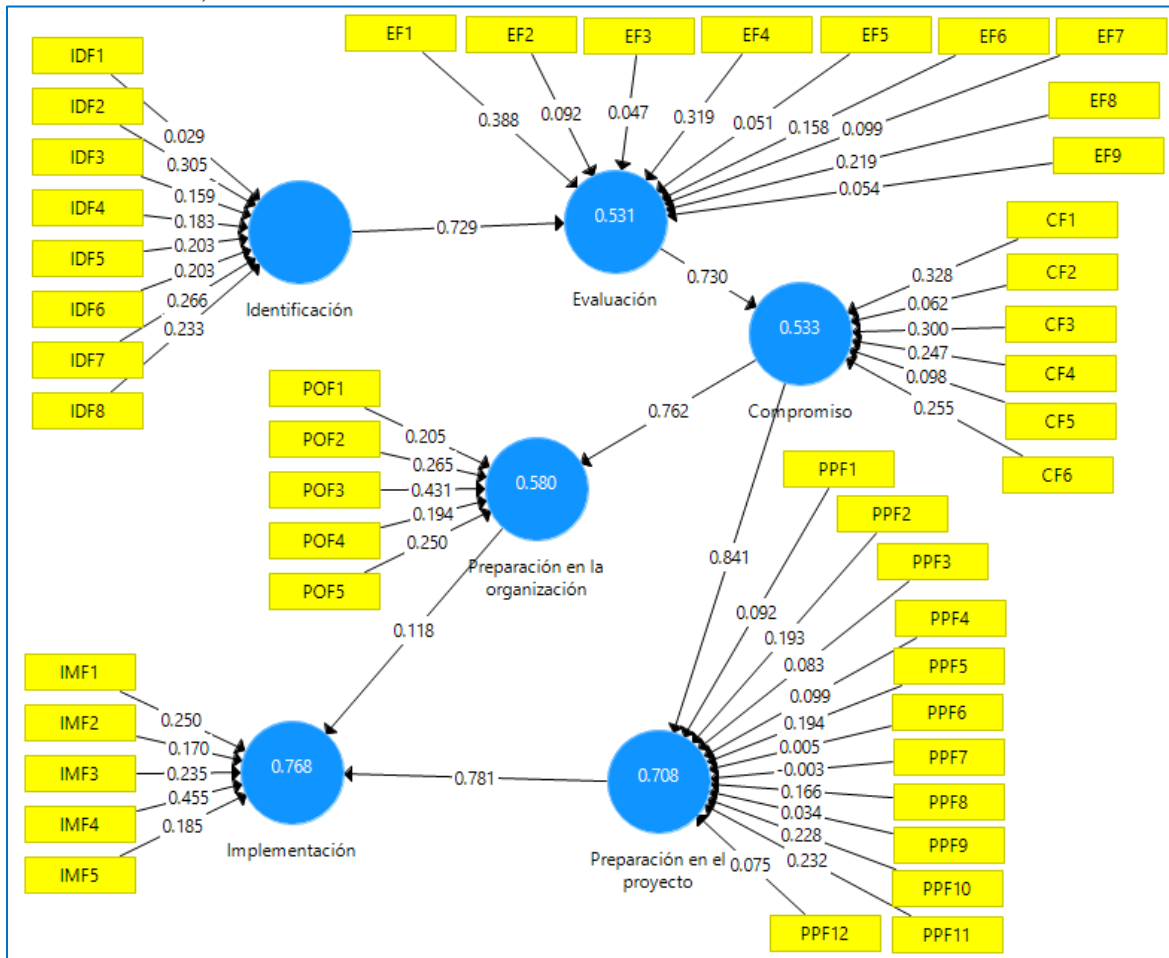 IDF1
IDF2
IDF3
IDF4
IDF5
IDF6
IDF7
IDF8
0.029
0.305
0.159
0.183
0.203
0.203
0.266
0.233
Identificación
0.729
EF1
EF2
EF3
EF4
EF5
EF6
EF7
EF8
EF9
0.388
0.092
0.047
0.319
0.051
0.158
0.099
0.219
0.054
0.531
Evaluación
0.730
CF1
CF2
CF3
CF4
CF5
CF6
0.328
0.062
0.300
0.247
0.098
0.255
0.533
Compromiso
0.762
0.841
POF1
POF2
POF3
POF4
POF5
0.205
0.265
0.431
0.194
0.250
0.580
Preparación en la
organización
0.118
PPF1
PPF2
PPF3
PPF4
PPF5
PPF6
PPF7
PPF8
PPF9
PPF10
PPF11
PPF12
0.092
0.193
0.083
0.099
0.194
0.005
-0.003
0.166
0.034
0.228
0.232
0.075
0.708
Preparación en el
proyecto
0.781
IMF1
IMF2
IMF3
IMF4
IMF5
0.250
0.170
0.235
0.455
0.185
0.768
Implementación